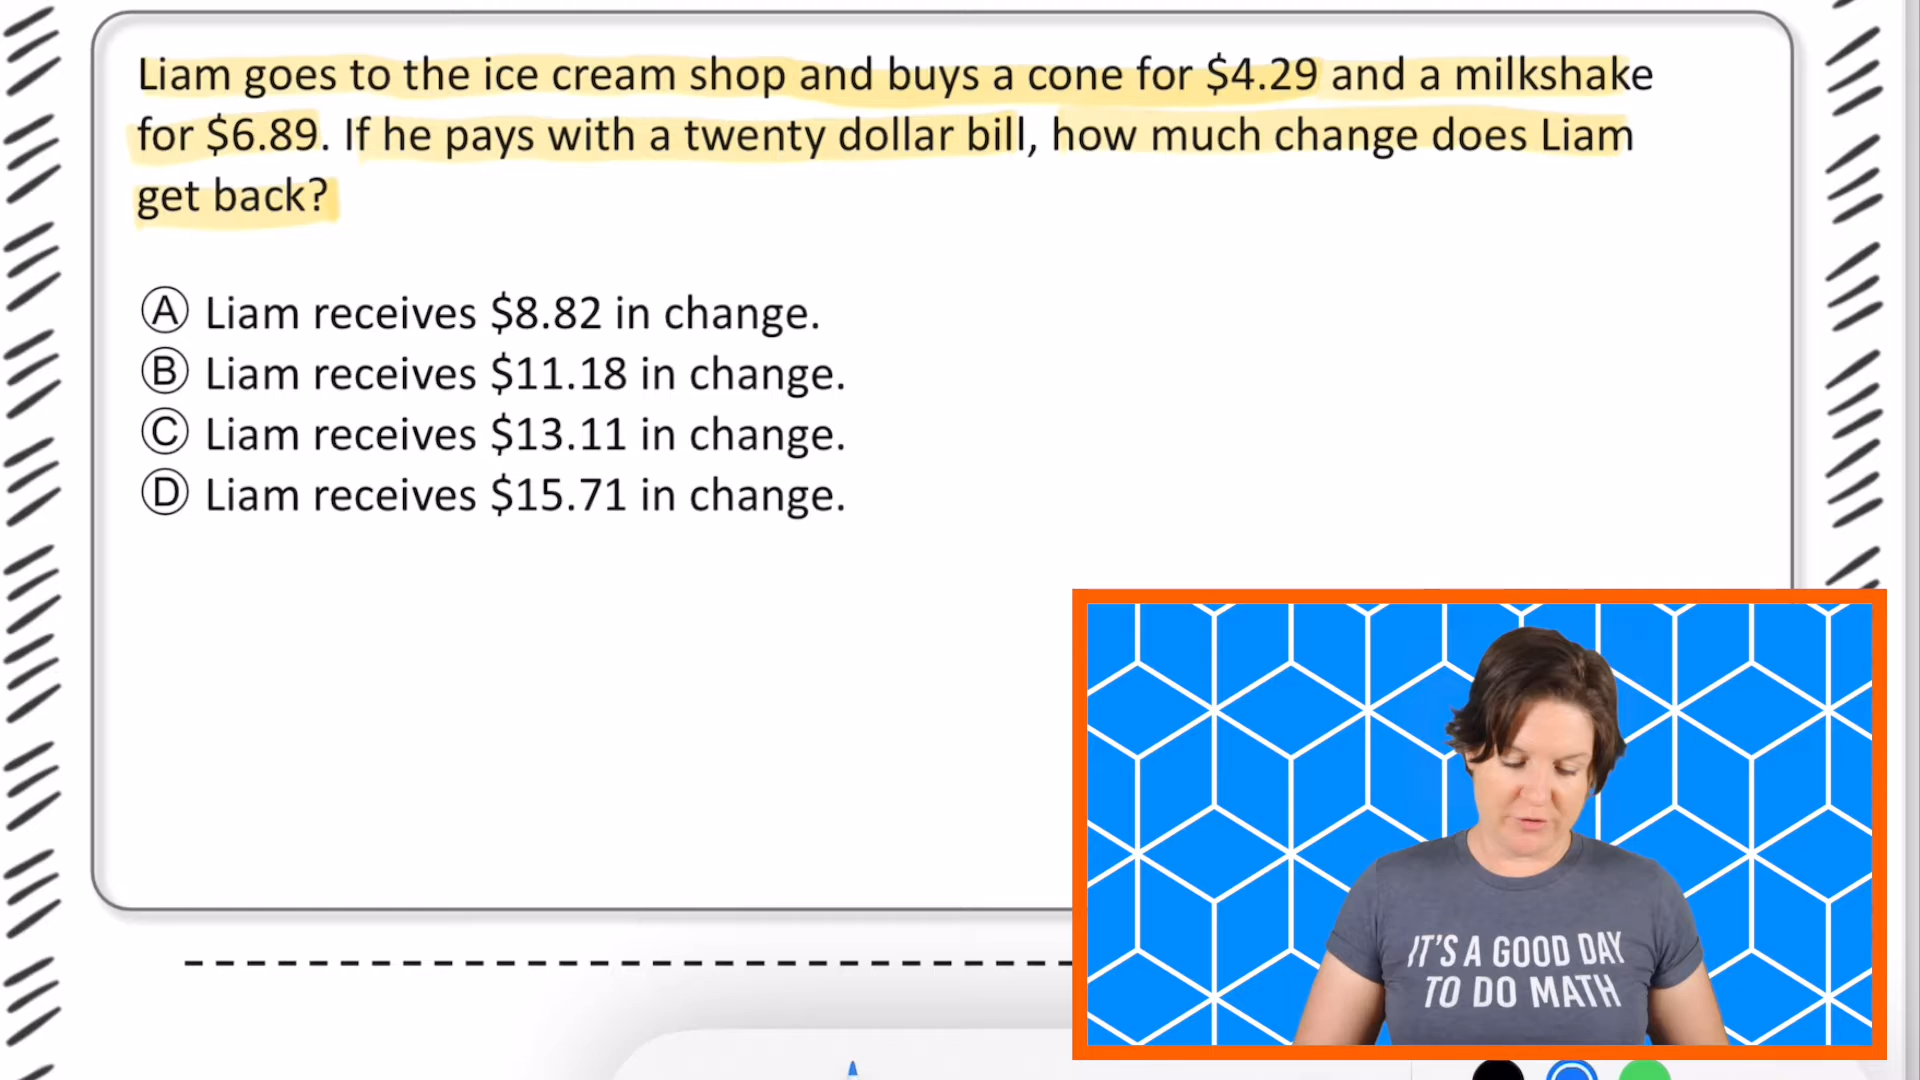 Liam goes to the ice cream shop and buys a cone for $4.29 and a milkshake
for $6.89. If he pays with a twenty dollar bill, how much change does Liam
get back?
Ⓐ Liam receives $8.82 in change.
Ⓑ Liam receives $11.18 in change.
Ⓒ Liam receives $13.11 in change.
Ⓓ Liam receives $15.71 in change.
IT'S A GOOD DAY
TO DO MATH